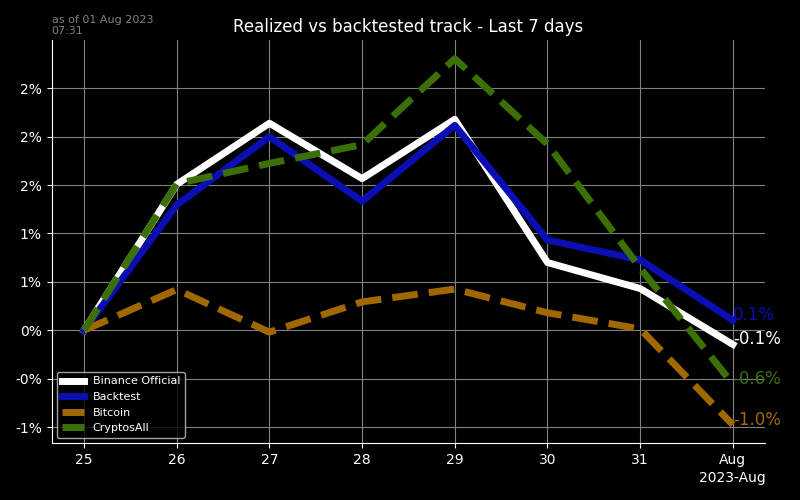 as of 01 Aug 2023
07:31
Realized vs backtested track - Last 7 days
2%
2%
2%
1%
1%
0%
-0%
-1%
0.1%
-0.1%
-0.6%
-1.0%
Binance Official
Backtest
Bitcoin
CryptosAll
25
26
27
28
29
30
31
Aug
2023-Aug